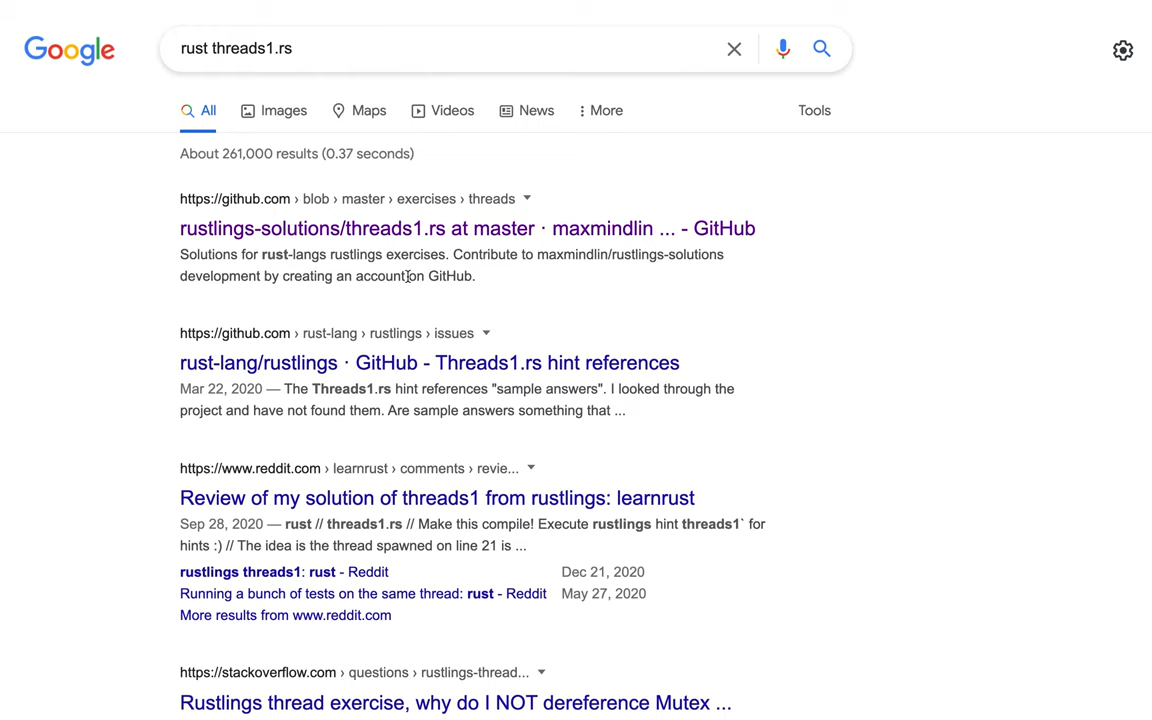 Google
rust threads1.rs
All Images Maps Videos News More Tools
About 261,000 results (0.37 seconds)
https://github.com › blob › master › exercises › threads
rustlings-solutions/threads1.rs at master · maxmindlin ... - GitHub
Solutions for rust-langs rustlings exercises. Contribute to maxmindlin/rustlings-solutions
development by creating an account on GitHub.
https://github.com › rust-lang › rustlings › issues
rust-lang/rustlings · GitHub - Threads1.rs hint references
Mar 22, 2020 — The Threads1.rs hint references "sample answers". I looked through the
project and have not found them. Are sample answers something that ...
https://www.reddit.com › learnrust › comments › revie...
Review of my solution of threads1 from rustlings: learnrust
Sep 28, 2020 — rust // threads1.rs // Make this compile! Execute rustlings hint threads1` for
hints :) // The idea is the thread spawned on line 21 is ...
rustlings threads1: rust - Reddit Dec 21, 2020
Running a bunch of tests on the same thread: rust - Reddit May 27, 2020
More results from www.reddit.com
https://stackoverflow.com › questions › rustlings-thread...
Rustlings thread exercise, why do I NOT dereference Mutex ...